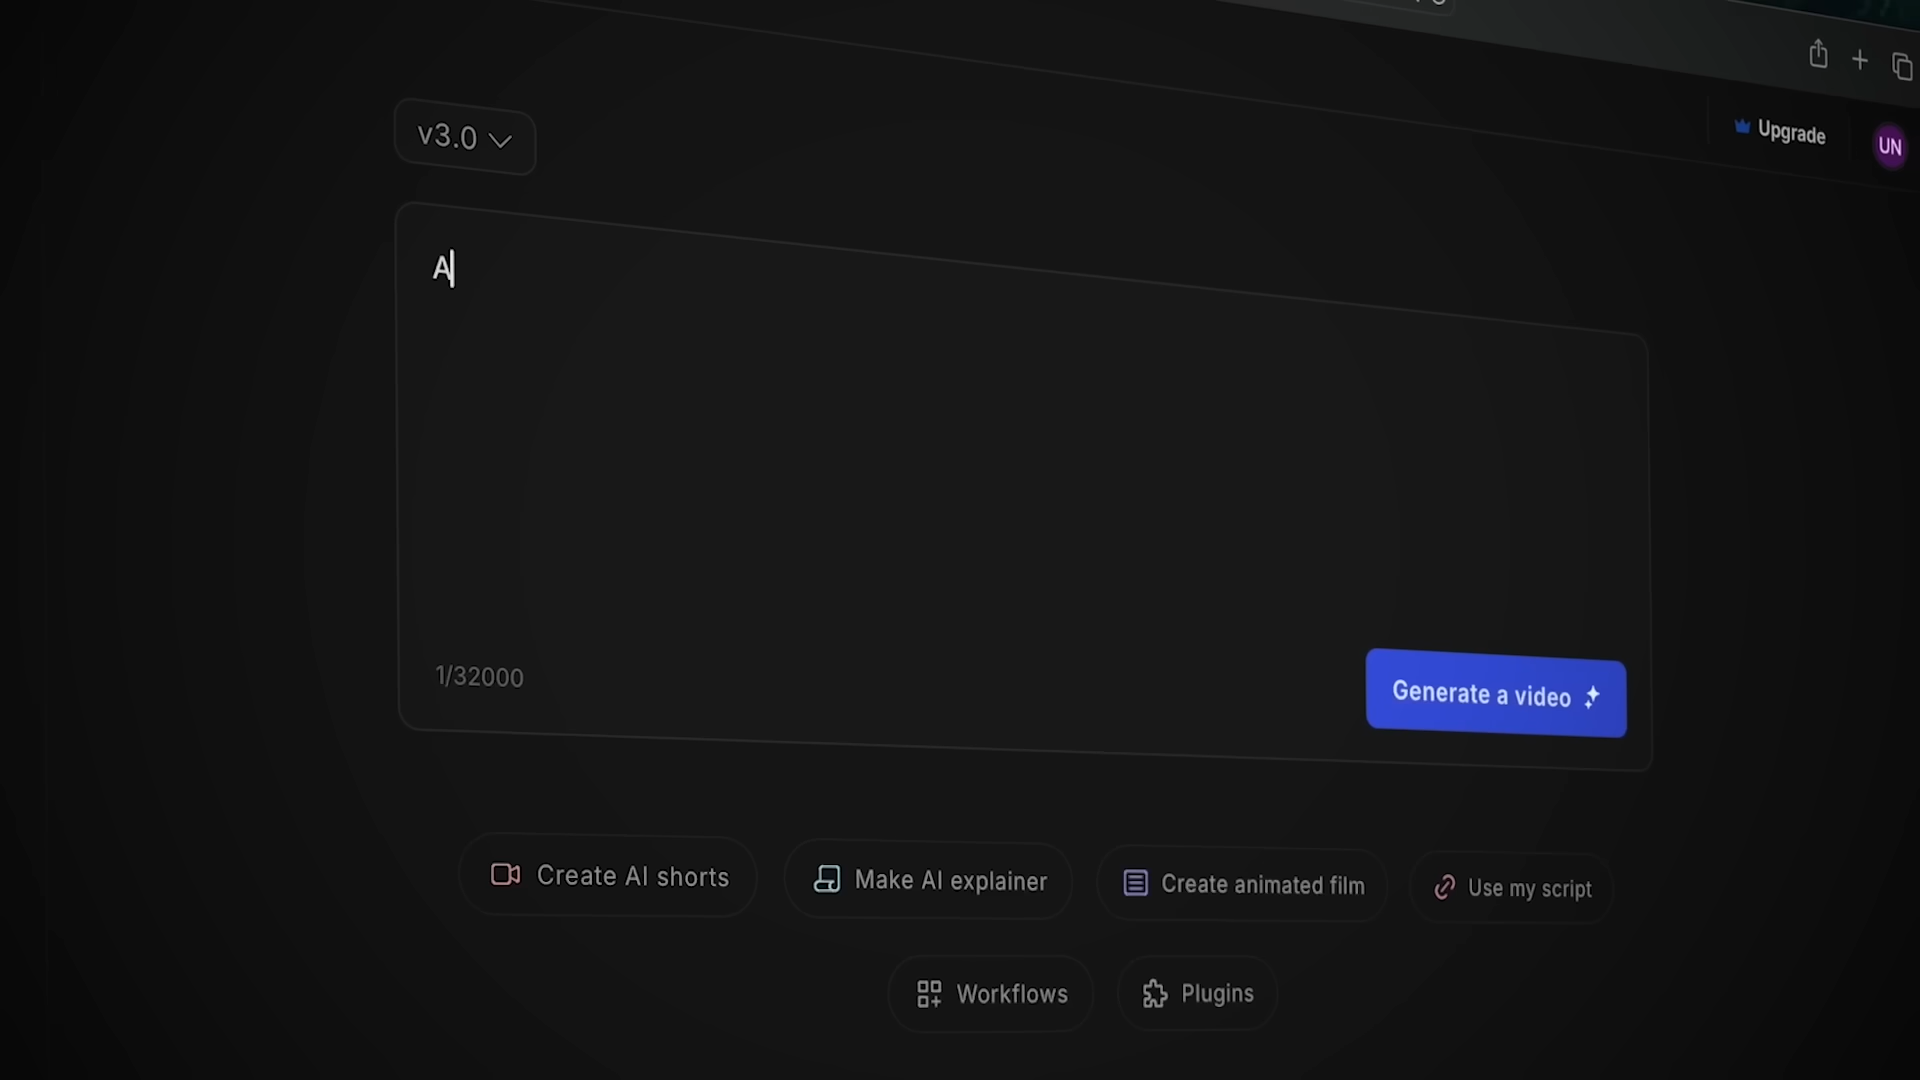 Upgrade
UN
v3.0
A
1/32000
Generate a video
Create AI shorts
Make AI explainer
Create animated film
Use my script
Workflows
Plugins